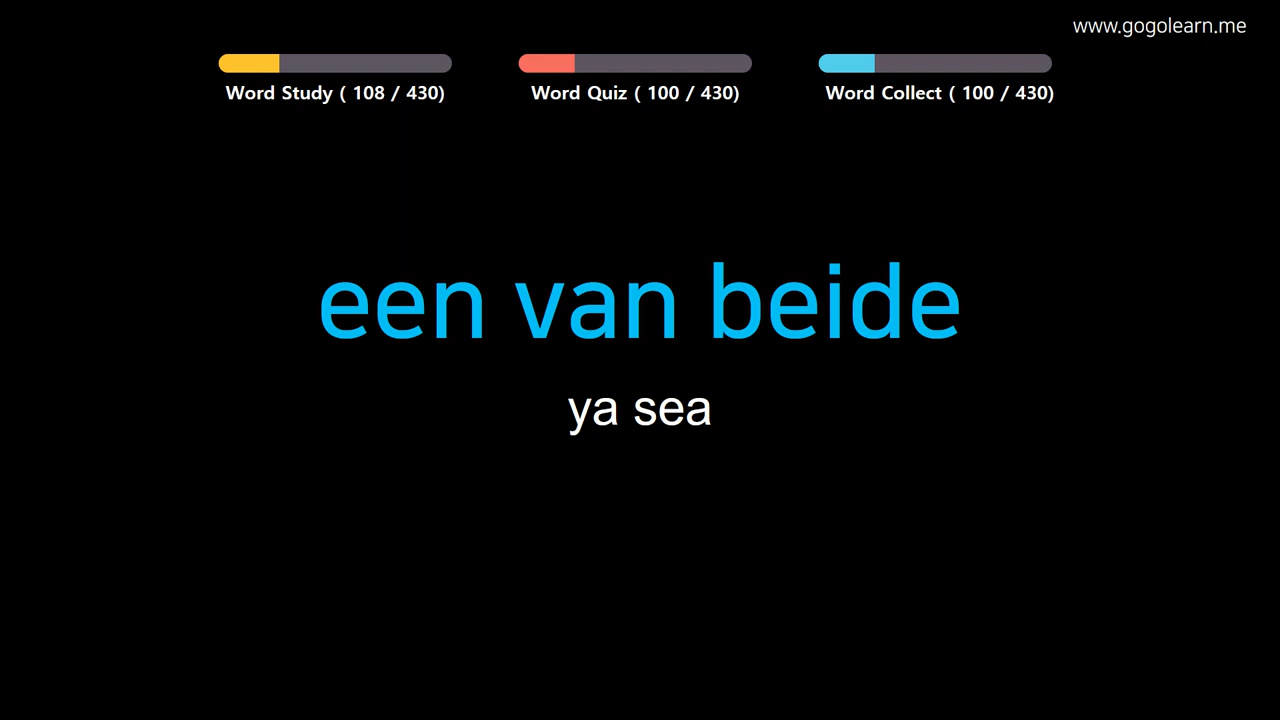 www.gogolearn.me
Word Study ( 108 / 430)
Word Quiz ( 100 / 430)
Word Collect ( 100 / 430)
een van beide
ya sea